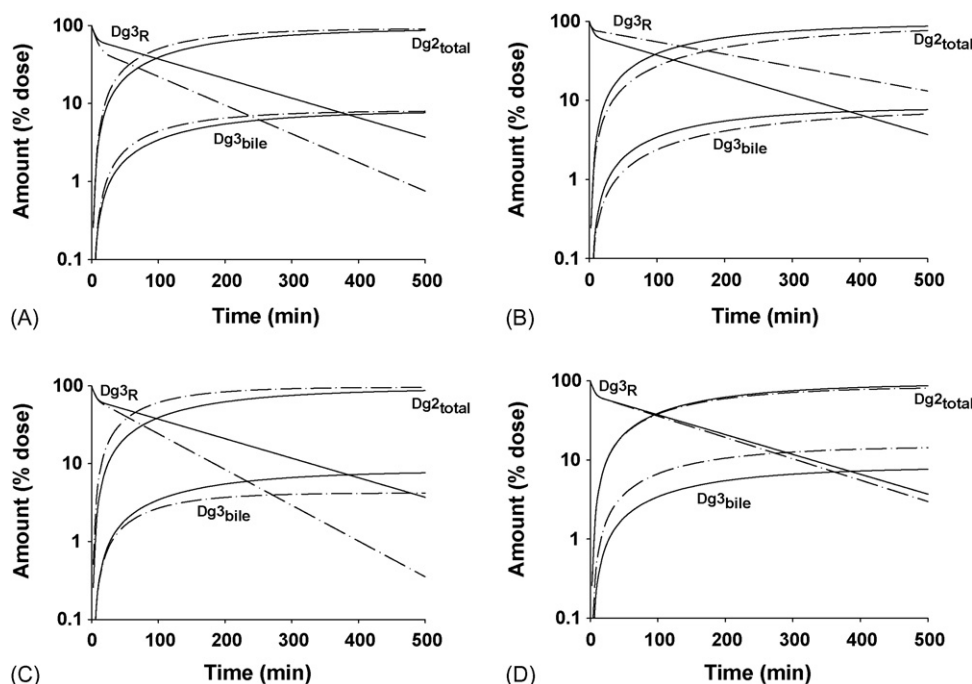 100
10
1
0.1
Amount (% dose)
Dg3R
Dg2total
Dg3bile
0 100 200 300 400 500
(A)
Time (min)
100
10
1
0.1
Amount (% dose)
Dg3R
Dg2total
Dg3bile
0 100 200 300 400 500
(B)
Time (min)
100
10
1
0.1
Amount (% dose)
Dg3R
Dg2total
Dg3bile
0 100 200 300 400 500
(C)
Time (min)
100
10
1
0.1
Amount (% dose)
Dg3R
Dg2total
Dg3bile
0 100 200 300 400 500
(D)
Time (min)